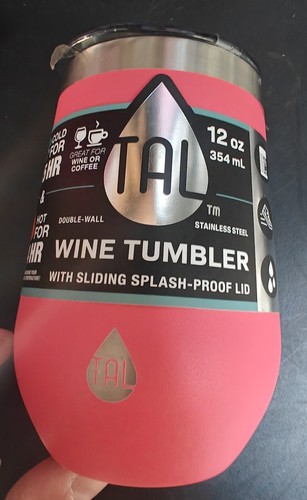 COLD
FOR
HR
GREAT FOR
WINE OR
COFFEE
TAL
TM
12 oz
354 mL
&
HOT
FOR
HR
DOUBLE-WALL
STAINLESS STEEL
WINE TUMBLER
WITH SLIDING SPLASH-PROOF LID
TAL